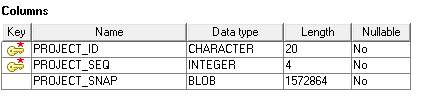 Columns
Key Name Data type Length Nullable
PROJECT_ID CHARACTER 20 No
PROJECT_SEQ INTEGER 4 No
PROJECT_SNAP BLOB 1572864 No